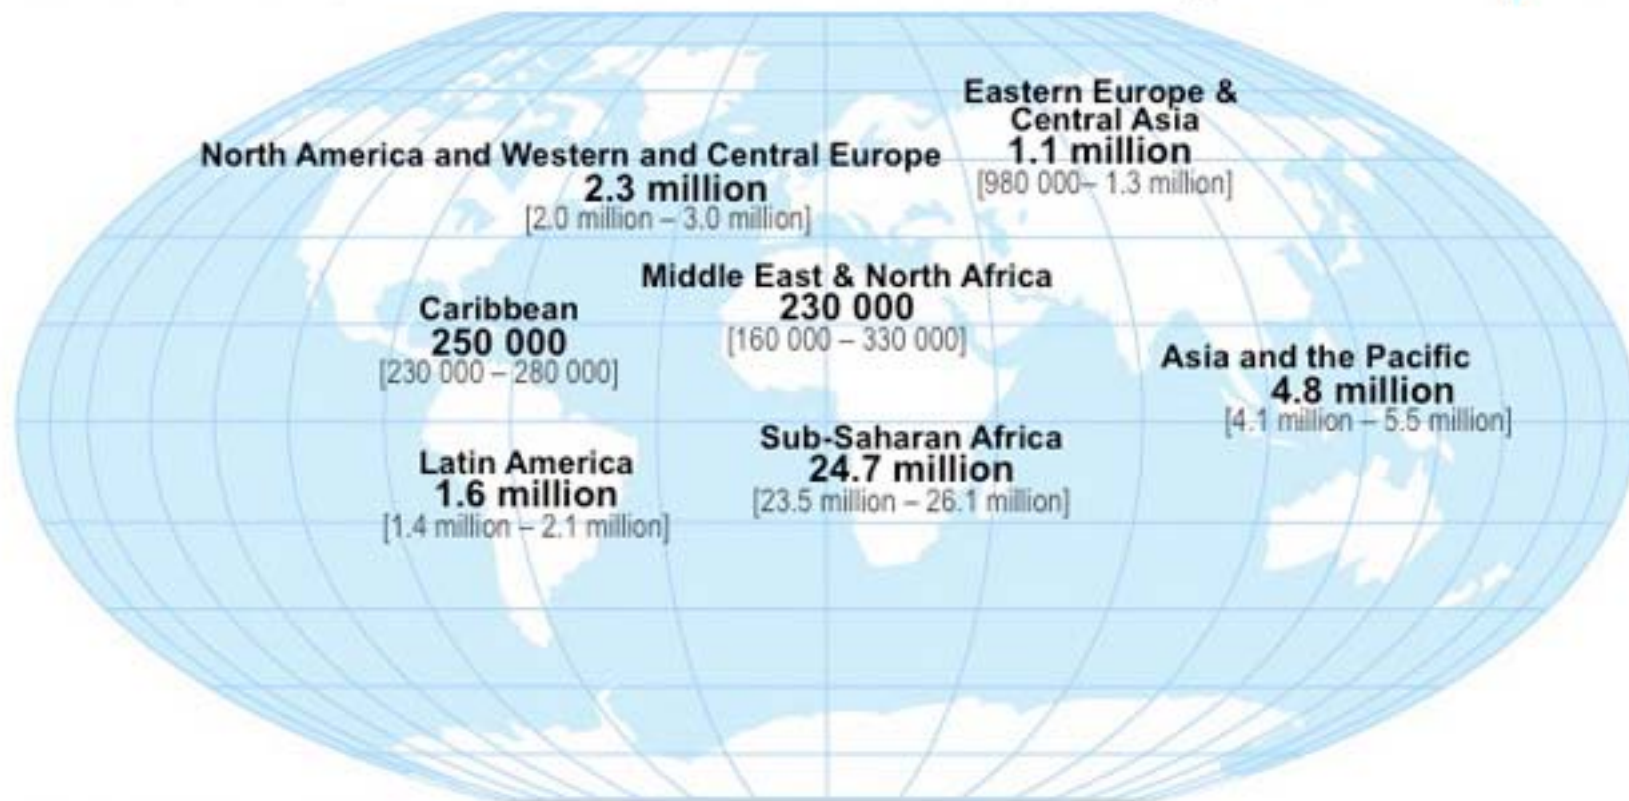 Eastern Europe &
Central Asia
1.1 million
[980 000– 1.3 million]
North America and Western and Central Europe
2.3 million
[2.0 million – 3.0 million]
Middle East & North Africa
230 000
[160 000 – 330 000]
Caribbean
250 000
[230 000 – 280 000]
Asia and the Pacific
4.8 million
[4.1 million – 5.5 million]
Sub-Saharan Africa
24.7 million
[23.5 million – 26.1 million]
Latin America
1.6 million
[1.4 million – 2.1 million]